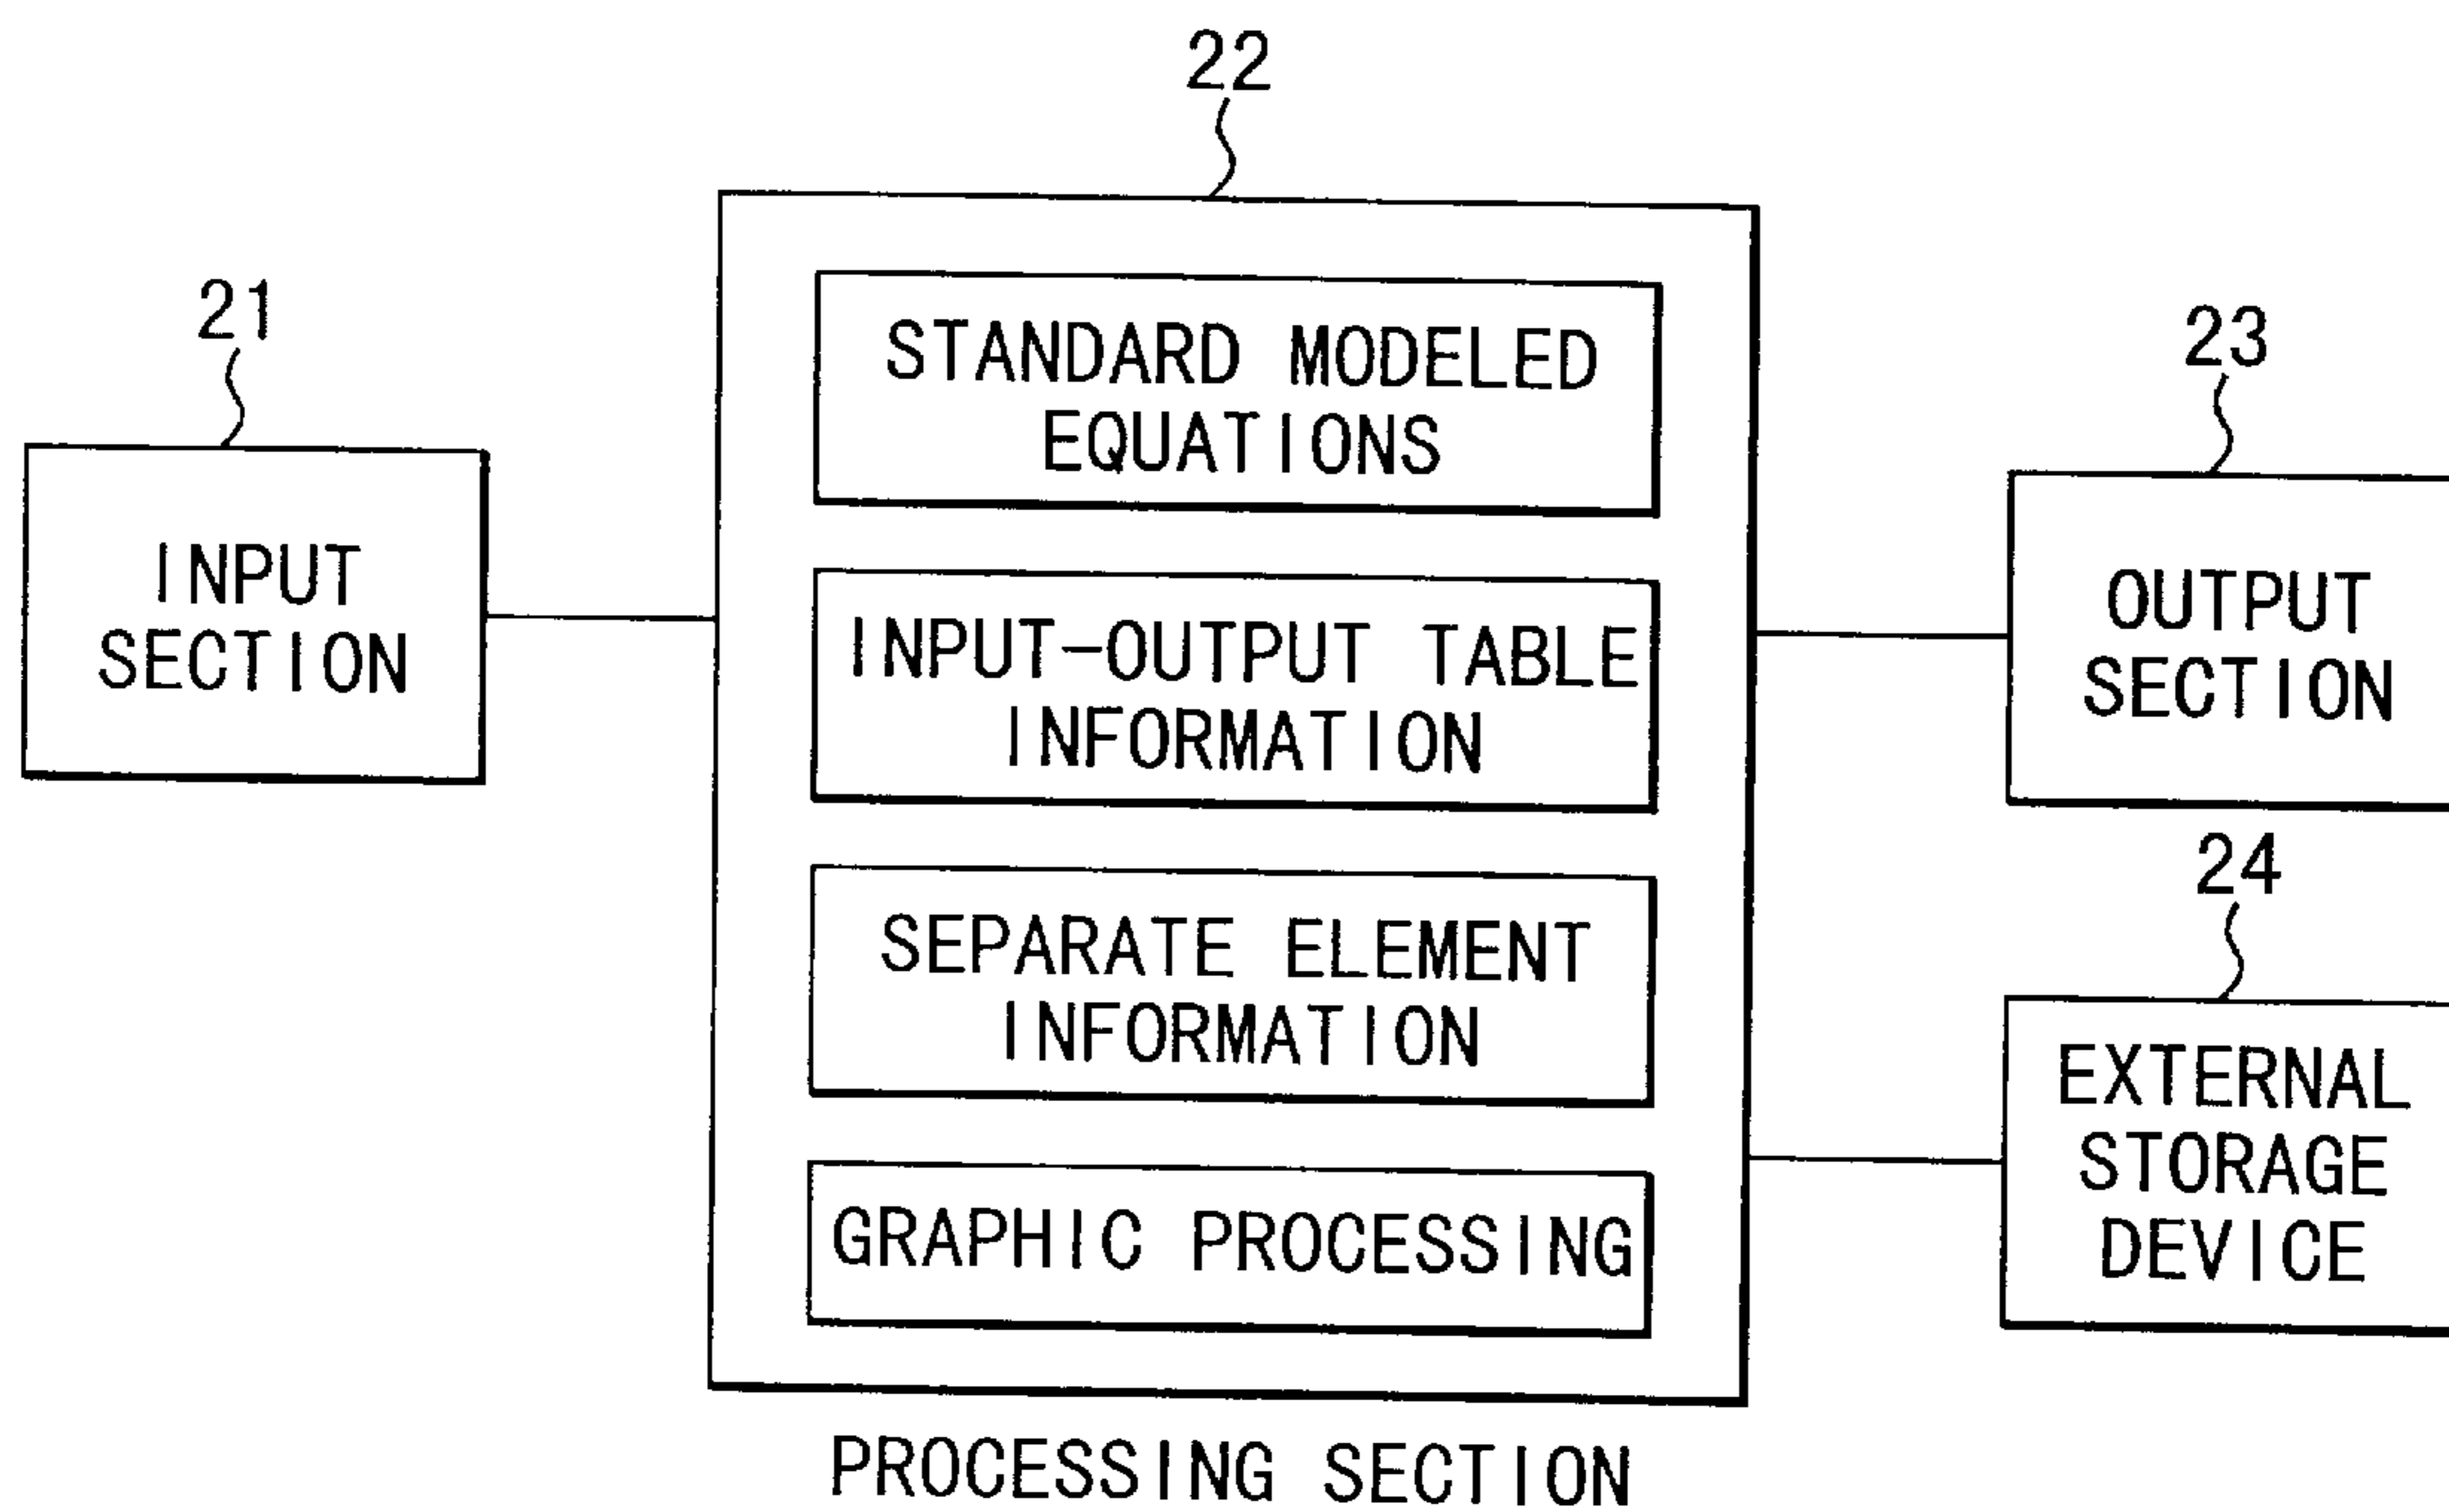 22
21
STANDARD MODELED
EQUATIONS
23
INPUT
SECTION
INPUT-OUTPUT TABLE
INFORMATION
OUTPUT
SECTION
24
SEPARATE ELEMENT
INFORMATION
EXTERNAL
STORAGE
DEVICE
GRAPHIC PROCESSING
PROCESSING SECTION